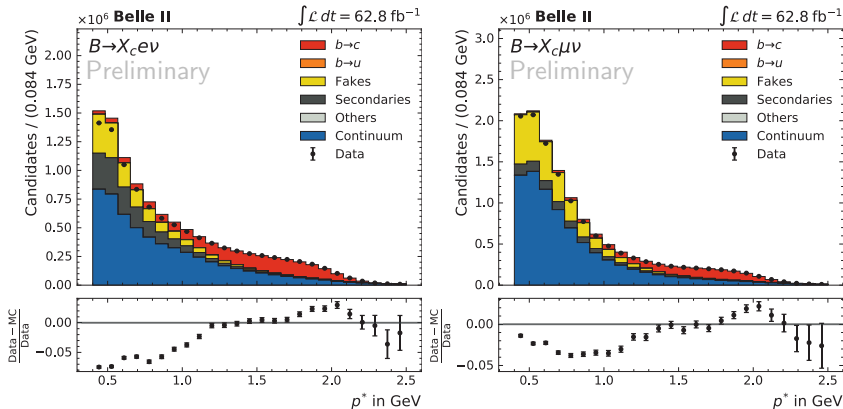 ×10⁶ Belle II ∫ℒ dt = 62.8 fb⁻¹
B→X_c eν
Preliminary
b→c
b→u
Fakes
Secondaries
Others
Continuum
Data
Candidates / (0.084 GeV)
2.00
1.75
1.50
1.25
1.00
0.75
0.50
0.25
0.00
Data − MC
Data
0.00
−0.05
0.5 1.0 1.5 2.0 2.5
p* in GeV
×10⁶ Belle II ∫ℒ dt = 62.8 fb⁻¹
B→X_c μν
Preliminary
b→c
b→u
Fakes
Secondaries
Others
Continuum
Data
Candidates / (0.084 GeV)
3.0
2.5
2.0
1.5
1.0
0.5
0.0
Data − MC
Data
0.00
−0.05
0.5 1.0 1.5 2.0 2.5
p* in GeV